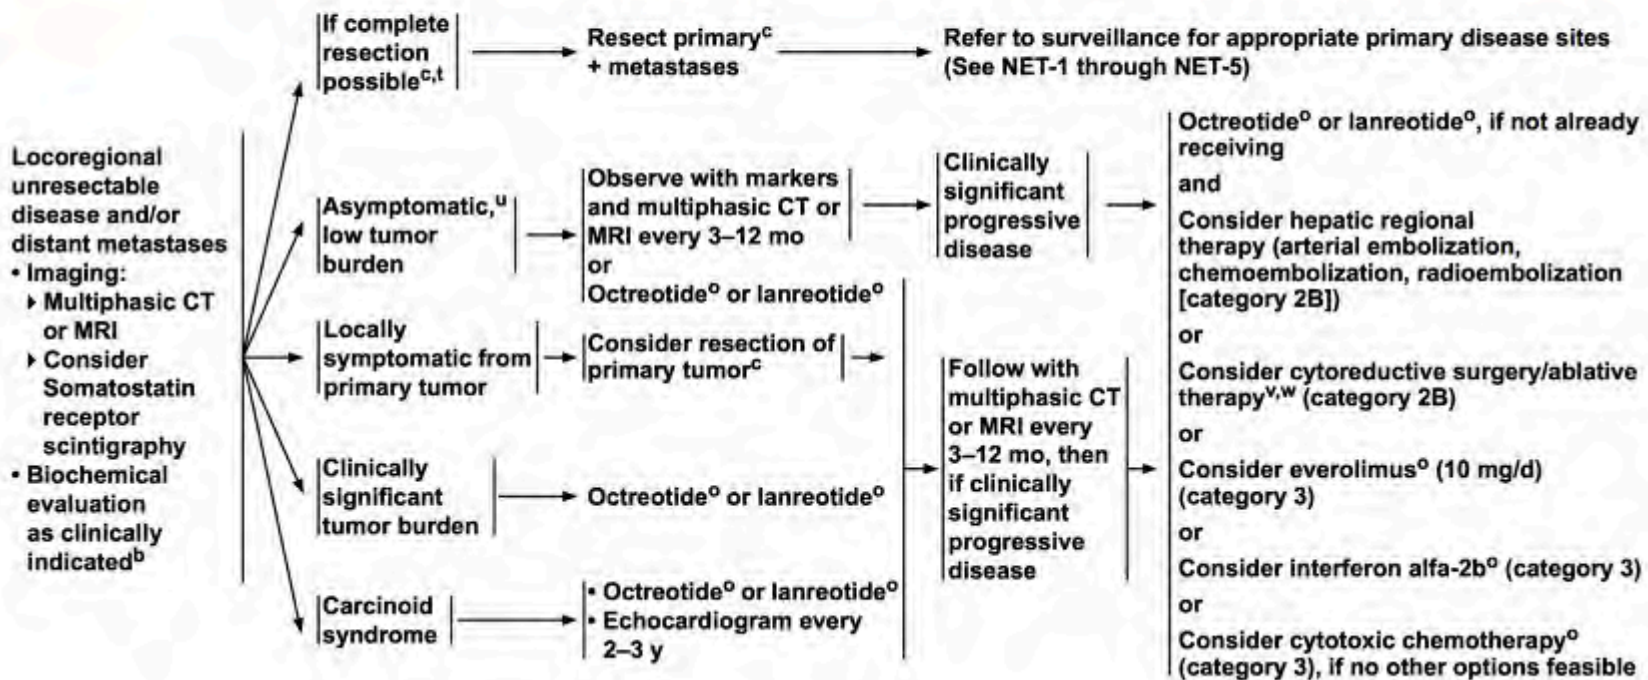 Locoregional
unresectable
disease and/or
distant metastases
• Imaging:
▸ Multiphasic CT
or MRI
▸ Consider
Somatostatin
receptor
scintigraphy
• Biochemical
evaluation
as clinically
indicatedᵇ
If complete
resection
possibleᶜ,ᵗ
Resect primaryᶜ
+ metastases
Refer to surveillance for appropriate primary disease sites
(See NET-1 through NET-5)
Asymptomatic,ᵘ
low tumor
burden
Observe with markers
and multiphasic CT or
MRI every 3–12 mo
or
Octreotideᵒ or lanreotideᵒ
Clinically
significant
progressive
disease
Locally
symptomatic from
primary tumor
Consider resection of
primary tumorᶜ
Clinically
significant
tumor burden
Octreotideᵒ or lanreotideᵒ
Carcinoid
syndrome
• Octreotideᵒ or lanreotideᵒ
• Echocardiogram every
2–3 y
Follow with
multiphasic CT
or MRI every
3–12 mo, then
if clinically
significant
progressive
disease
Octreotideᵒ or lanreotideᵒ, if not already
receiving
and
Consider hepatic regional
therapy (arterial embolization,
chemoembolization, radioembolization
[category 2B])
or
Consider cytoreductive surgery/ablative
therapyᵛ,ʷ (category 2B)
or
Consider everolimusᵒ (10 mg/d)
(category 3)
or
Consider interferon alfa-2bᵒ (category 3)
or
Consider cytotoxic chemotherapyᵒ
(category 3), if no other options feasible